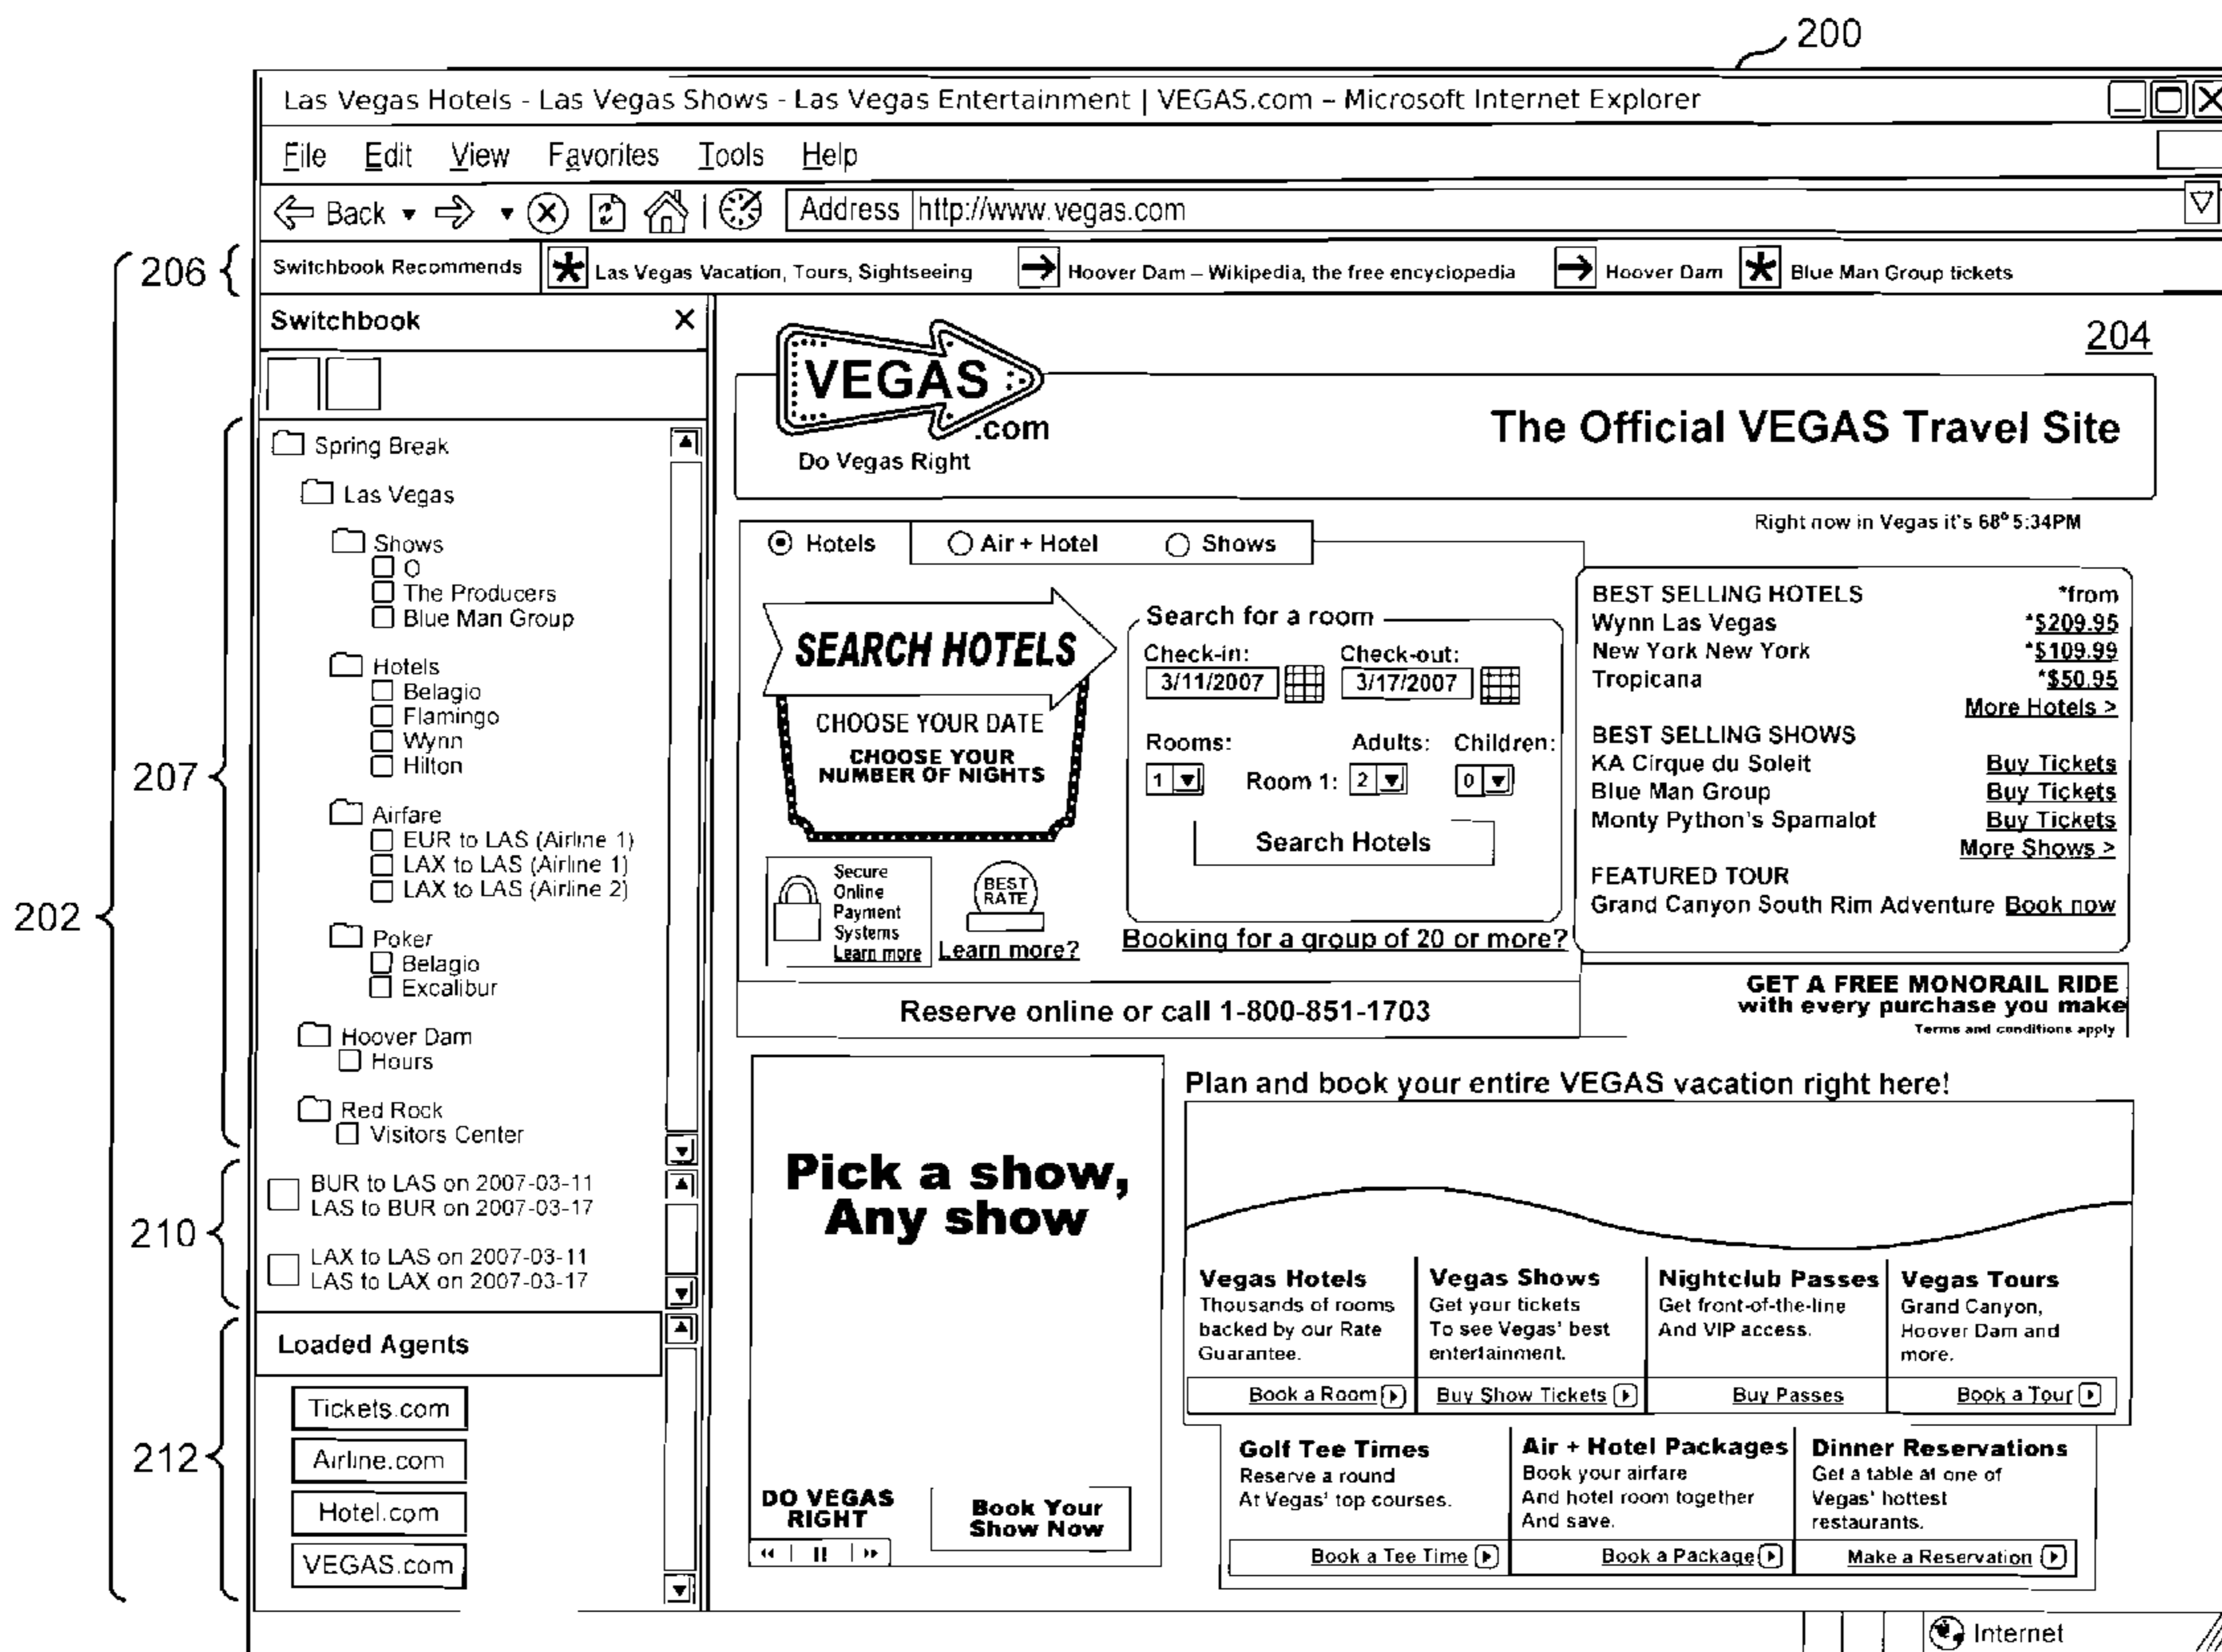 200
Las Vegas Hotels - Las Vegas Shows - Las Vegas Entertainment | VEGAS.com – Microsoft Internet Explorer
File Edit View Favorites Tools Help
Back Address http://www.vegas.com
206
Switchbook Recommends Las Vegas Vacation, Tours, Sightseeing Hoover Dam – Wikipedia, the free encyclopedia Hoover Dam Blue Man Group tickets
202
Switchbook X
207
Spring Break
Las Vegas
Shows
O
The Producers
Blue Man Group
Hotels
Belagio
Flamingo
Wynn
Hilton
Airfare
EUR to LAS (Airline 1)
LAX to LAS (Airline 1)
LAX to LAS (Airline 2)
Poker
Belagio
Excalibur
Hoover Dam
Hours
Red Rock
Visitors Center
210
BUR to LAS on 2007-03-11
LAS to BUR on 2007-03-17
LAX to LAS on 2007-03-11
LAS to LAX on 2007-03-17
212
Loaded Agents
Tickets.com
Airline.com
Hotel.com
VEGAS.com
204
VEGAS
.com
Do Vegas Right
The Official VEGAS Travel Site
Right now in Vegas it's 68° 5:34PM
Hotels Air + Hotel Shows
SEARCH HOTELS
CHOOSE YOUR DATE
CHOOSE YOUR
NUMBER OF NIGHTS
Secure
Online
Payment
Systems
Learn more
BEST
RATE
Learn more?
Search for a room
Check-in: Check-out:
3/11/2007 3/17/2007
Rooms: Adults: Children:
1 Room 1: 2 0
Search Hotels
Booking for a group of 20 or more?
BEST SELLING HOTELS *from
Wynn Las Vegas *$209.95
New York New York *$109.99
Tropicana *$50.95
More Hotels >
BEST SELLING SHOWS
KA Cirque du Soleit Buy Tickets
Blue Man Group Buy Tickets
Monty Python's Spamalot Buy Tickets
More Shows >
FEATURED TOUR
Grand Canyon South Rim Adventure Book now
Reserve online or call 1-800-851-1703
GET A FREE MONORAIL RIDE
with every purchase you make
Terms and conditions apply
Pick a show,
Any show
DO VEGAS
RIGHT
Book Your
Show Now
Plan and book your entire VEGAS vacation right here!
Vegas Hotels
Thousands of rooms
backed by our Rate
Guarantee.
Book a Room
Vegas Shows
Get your tickets
To see Vegas' best
entertainment.
Buy Show Tickets
Nightclub Passes
Get front-of-the-line
And VIP access.
Buy Passes
Vegas Tours
Grand Canyon,
Hoover Dam and
more.
Book a Tour
Golf Tee Times
Reserve a round
At Vegas' top courses.
Book a Tee Time
Air + Hotel Packages
Book your airfare
And hotel room together
And save.
Book a Package
Dinner Reservations
Get a table at one of
Vegas' hottest
restaurants.
Make a Reservation
Internet